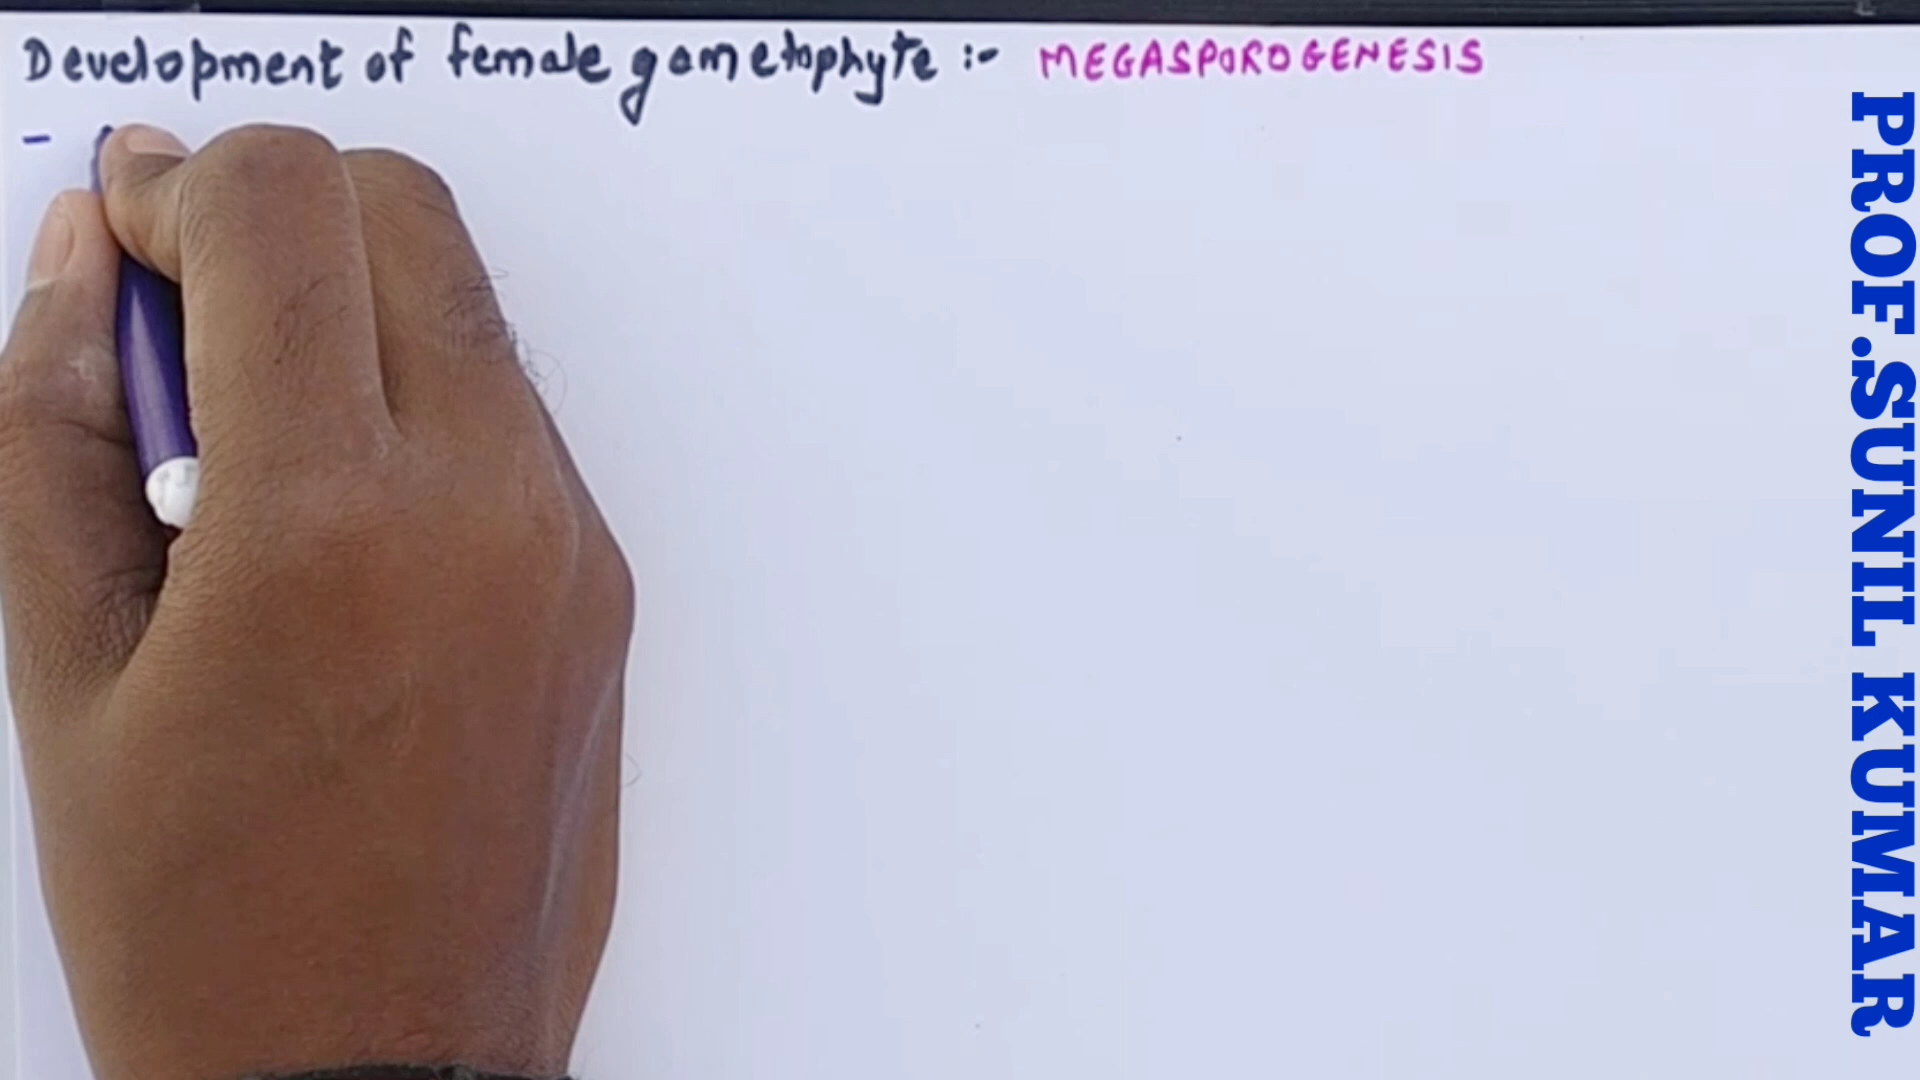 Development of female gametophyte :- MEGASPOROGENESIS
-
PROF.SUNIL KUMAR